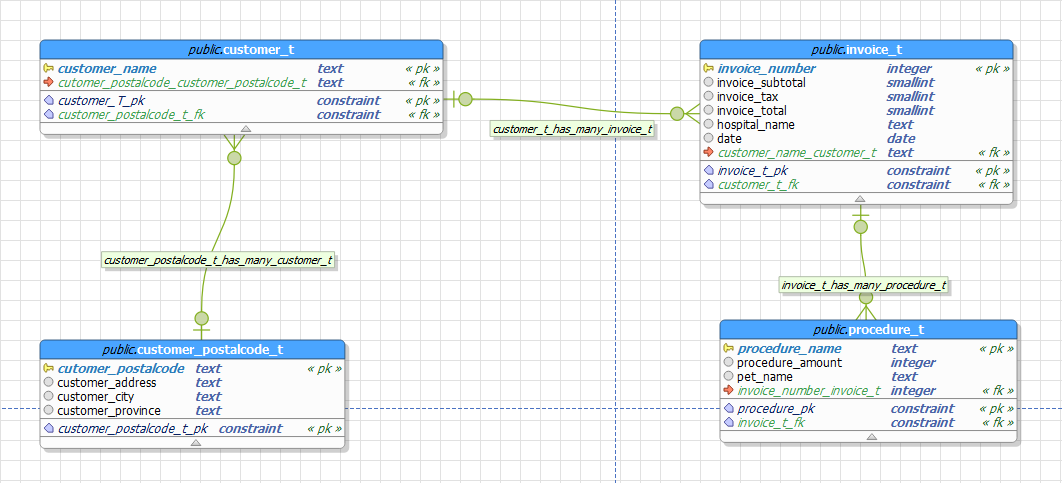 public.customer_t
customer_name text « pk »
cutomer_postalcode_customer_postalcode_t text « fk »
customer_T_pk constraint « pk »
customer_postalcode_t_fk constraint « fk »
public.invoice_t
invoice_number integer « pk »
invoice_subtotal smallint
invoice_tax smallint
invoice_total smallint
hospital_name text
date date
customer_name_customer_t text « fk »
invoice_t_pk constraint « pk »
customer_t_fk constraint « fk »
customer_t_has_many_invoice_t
customer_postalcode_t_has_many_customer_t
invoice_t_has_many_procedure_t
public.customer_postalcode_t
cutomer_postalcode text « pk »
customer_address text
customer_city text
customer_province text
customer_postalcode_t_pk constraint « pk »
public.procedure_t
procedure_name text « pk »
procedure_amount integer
pet_name text
invoice_number_invoice_t integer « fk »
procedure_pk constraint « pk »
invoice_t_fk constraint « fk »